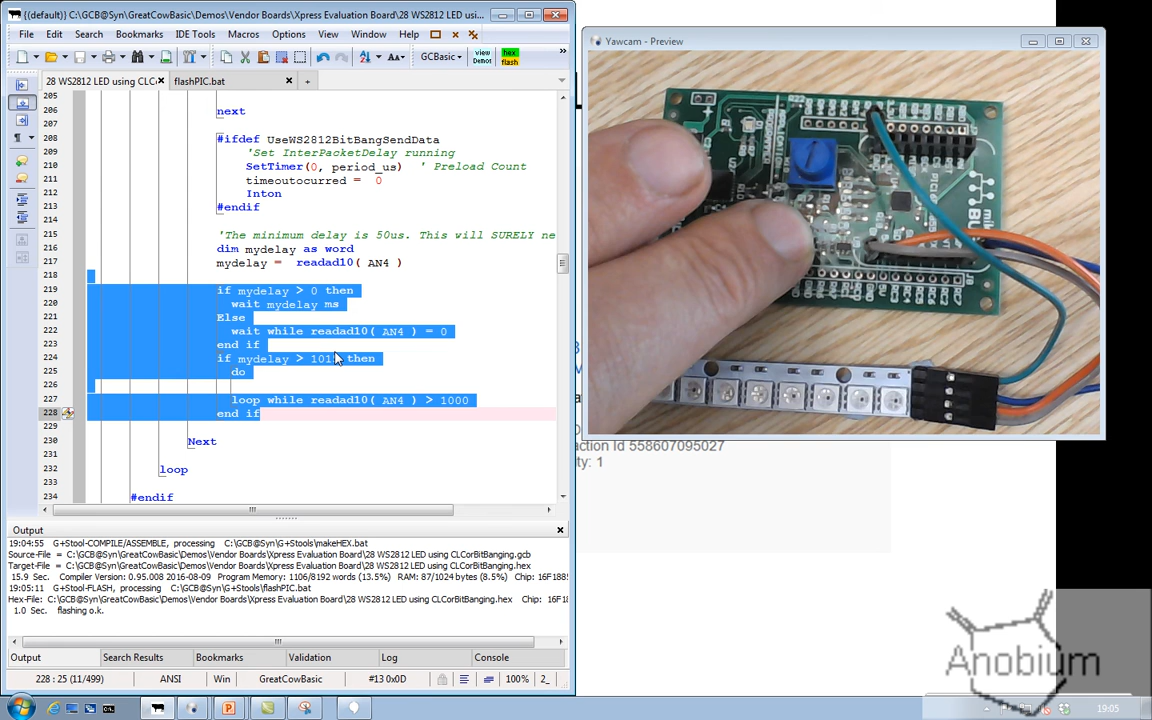 {(default)} C:\GCB@Syn\GreatCowBasic\Demos\Vendor Boards\Xpress Evaluation Board\28 WS2812 LED using...
File Edit Search Bookmarks IDE Tools Macros Options View Window Help
GCBasic
view Demos
hex flash
28 WS2812 LED using CLC
flashPIC.bat
205
206 next
207
208 #ifdef UseWS2812BitBangSendData
209 'Set InterPacketDelay running
210 SetTimer(0, period_us) ' Preload Count
211 timeoutocurred = 0
212 Inton
213 #endif
214
215 'The minimum delay is 50us. This will SURELY ne
216 dim mydelay as word
217 mydelay = readad10( AN4 )
218
219 if mydelay > 0 then
220 wait mydelay ms
221 Else
222 wait while readad10( AN4 ) = 0
223 end if
224 if mydelay > then
225 do
226
227 loop while readad10( AN4 ) > 1000
228 end if
229
230 Next
231
232 loop
233
234 #endif
Output
19:04:55 G+Stool-COMPILE/ASSEMBLE, processing C:\GCB@Syn\G+Stools\makeHEX.bat
Source-File = C:\GCB@Syn\GreatCowBasic\Demos\Vendor Boards\Xpress Evaluation Board\28 WS2812 LED using CLCorBitBanging.gcb
Target-File = C:\GCB@Syn\GreatCowBasic\Demos\Vendor Boards\Xpress Evaluation Board\28 WS2812 LED using CLCorBitBanging.hex
15.9 Sec. Compiler Version: 0.95.008 2016-08-09 Program Memory: 1106/8192 words (13.5%) RAM: 87/1024 bytes (8.5%) Chip: 16F188
19:05:11 G+Stool-FLASH, processing C:\GCB@Syn\G+Stools\flashPIC.bat
Hex-File: C:\GCB@Syn\GreatCowBasic\Demos\Vendor Boards\Xpress Evaluation Board\28 WS2812 LED using CLCorBitBanging.hex Chip: 16F1
1.0 Sec. flashing o.k.
Output Search Results Bookmarks Validation Log Console
228 : 25 (11/499) ANSI Win GreatCowBasic #13 0x0D 100% 2_
Yawcam - Preview
action Id 558607095027
ity: 1
Anobium
19:05